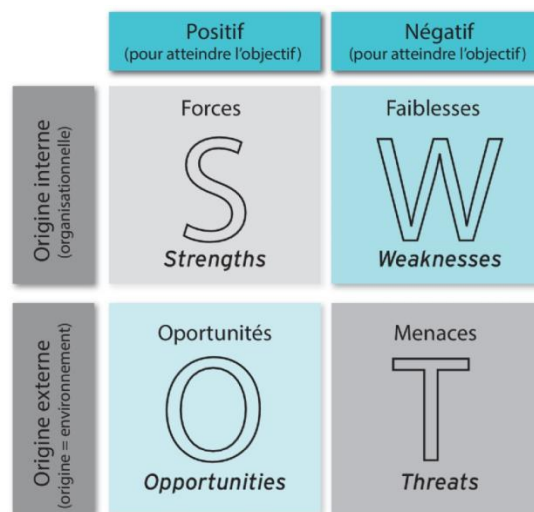 Positif
(pour atteindre l'objectif)
Négatif
(pour atteindre l'objectif)
Origine interne
(organisationnelle)
Forces
S
Strengths
Faiblesses
W
Weaknesses
Origine externe
(origine = environnement)
Oportunités
O
Opportunities
Menaces
T
Threats